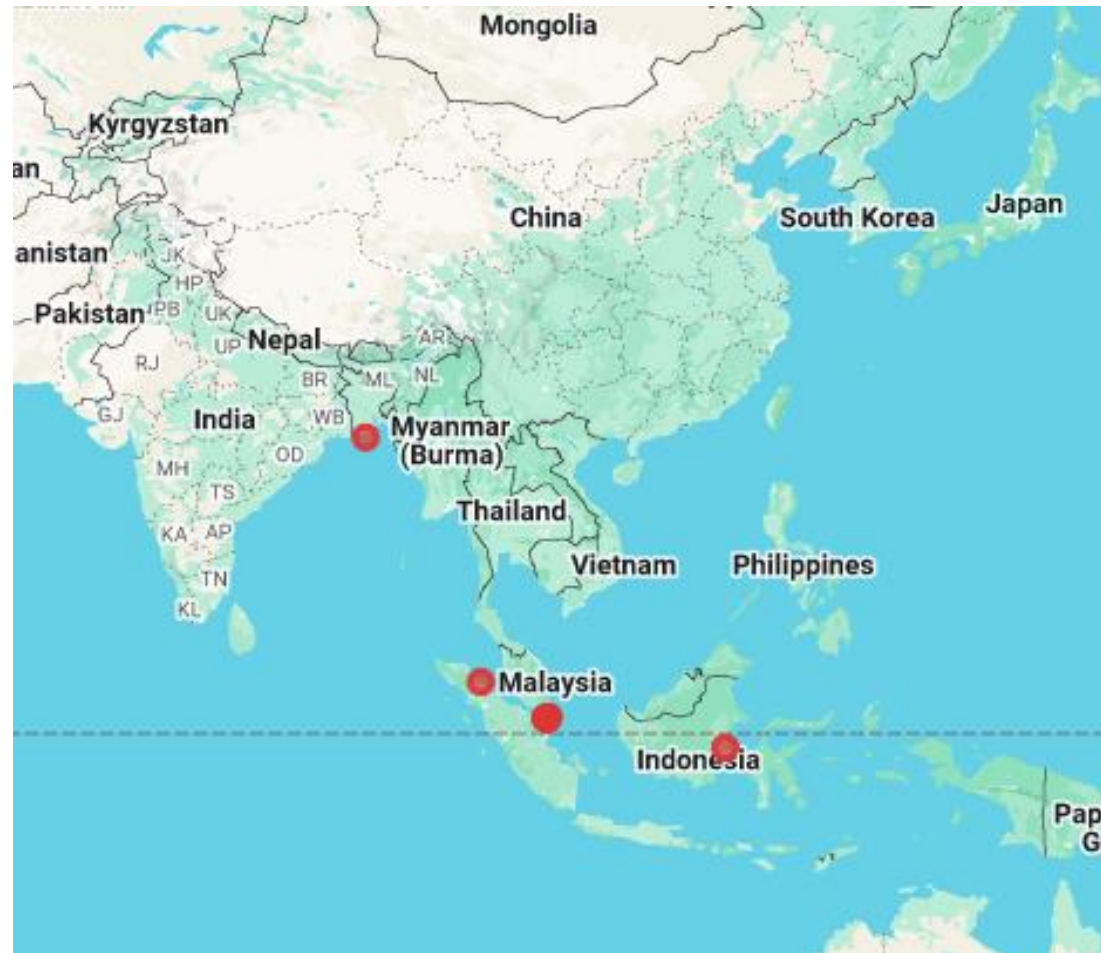 Mongolia
Kyrgyzstan
an
China
South Korea
Japan
anistan
JK
HP
Pakistan
PB
UK
Nepal
UP
AR
RJ
BR
ML
NL
GJ
India
WB
Myanmar
(Burma)
OD
MH
TS
Thailand
KA
AP
Vietnam
Philippines
TN
KL
Malaysia
Indonesia
Pap
G